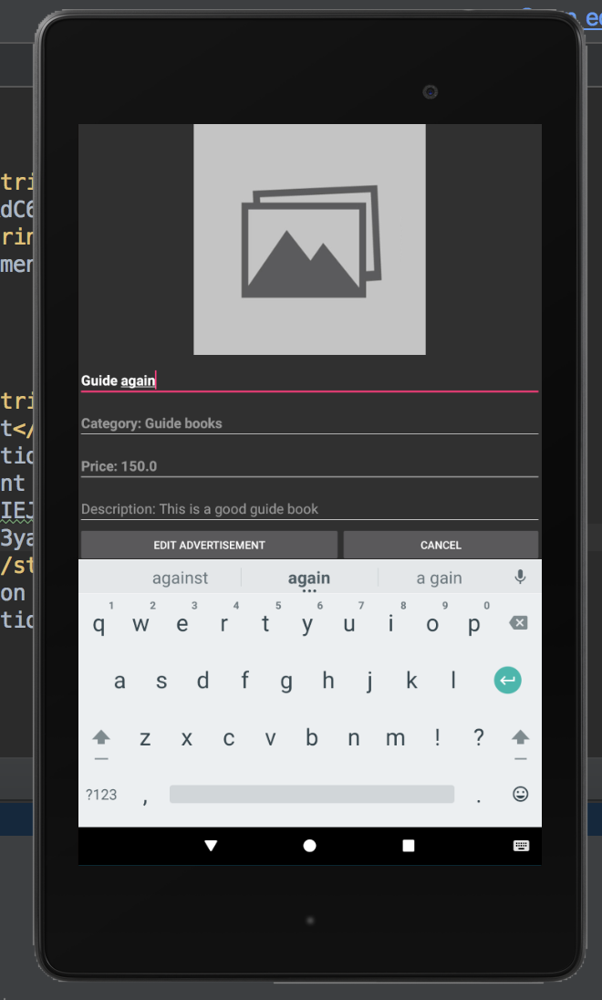 ed
tri
dC6
rin
men
Guide again
Category: Guide books
Price: 150.0
Description: This is a good guide book
EDIT ADVERTISEMENT CANCEL
tri
t</
tio
nt
IEJ
3ya
/st
on
tio
against again a gain
1 2 3 4 5 6 7 8 9 0
q w e r t y u i o p
a s d f g h j k l
z x c v b n m ! ?
?123 , .